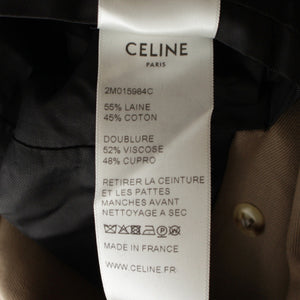 CELINE
PARIS
2M015984C
55% LAINE
45% COTON
DOUBLURE
52% VISCOSE
48% CUPRO
RETIRER LA CEINTURE
ET LES PATTES
MANCHES AVANT
NETTOYAGE A SEC
MADE IN FRANCE
WWW.CELINE.FR